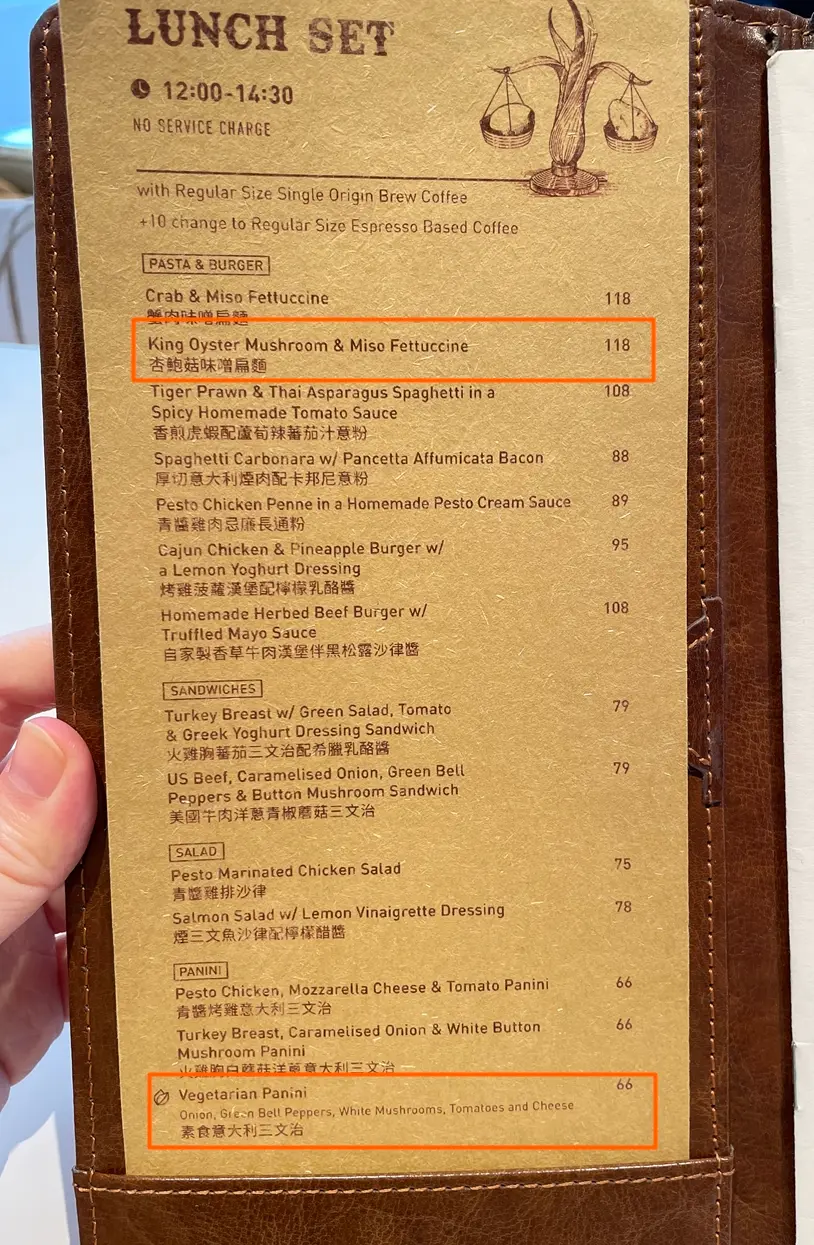 LUNCH SET
12:00-14:30
NO SERVICE CHARGE
with Regular Size Single Origin Brew Coffee
+10 change to Regular Size Espresso Based Coffee
PASTA & BURGER
Crab & Miso Fettuccine 118
蟹肉味噌扁麵
King Oyster Mushroom & Miso Fettuccine 118
杏鮑菇味噌扁麵
Tiger Prawn & Thai Asparagus Spaghetti in a 108
Spicy Homemade Tomato Sauce
香煎虎蝦配蘆筍辣蕃茄汁意粉
Spaghetti Carbonara w/ Pancetta Affumicata Bacon 88
厚切意大利煙肉配卡邦尼意粉
Pesto Chicken Penne in a Homemade Pesto Cream Sauce 89
青醬雞肉忌廉長通粉
Cajun Chicken & Pineapple Burger w/ 95
a Lemon Yoghurt Dressing
烤雞菠蘿漢堡配檸檬乳酪醬
Homemade Herbed Beef Burger w/ 108
Truffled Mayo Sauce
自家製香草牛肉漢堡伴黑松露沙律醬
SANDWICHES
Turkey Breast w/ Green Salad, Tomato 79
& Greek Yoghurt Dressing Sandwich
火雞胸蕃茄三文治配希臘乳酪醬
US Beef, Caramelised Onion, Green Bell 79
Peppers & Button Mushroom Sandwich
美國牛肉洋蔥青椒蘑菇三文治
SALAD
Pesto Marinated Chicken Salad 75
青醬雞排沙律
Salmon Salad w/ Lemon Vinaigrette Dressing 78
煙三文魚沙律配檸檬醋醬
PANINI
Pesto Chicken, Mozzarella Cheese & Tomato Panini 66
青醬烤雞意大利三文治
Turkey Breast, Caramelised Onion & White Button 66
Mushroom Panini
火雞胸白蘑菇洋蔥意大利三文治
Vegetarian Panini 66
Onion, Green Bell Peppers, White Mushrooms, Tomatoes and Cheese
素食意大利三文治